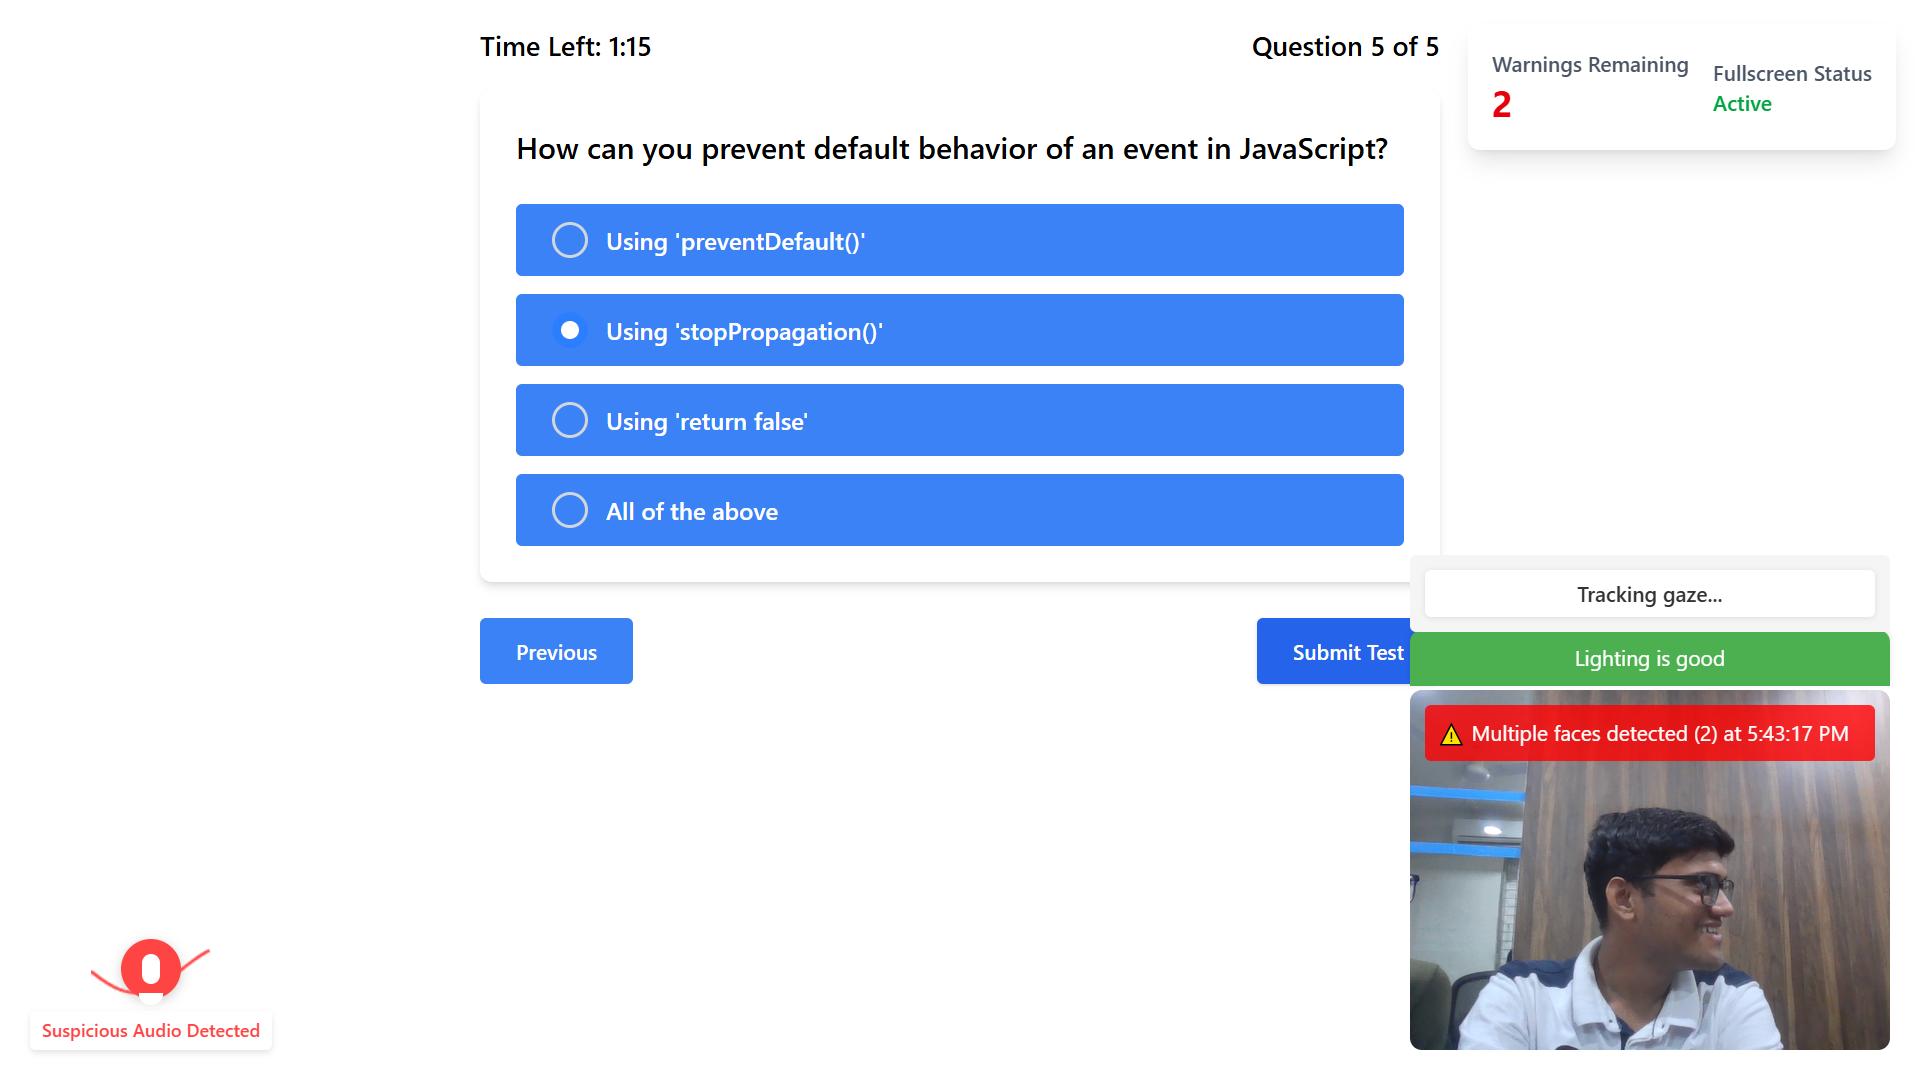 Time Left: 1:15
Question 5 of 5
Warnings Remaining
2
Fullscreen Status
Active
How can you prevent default behavior of an event in JavaScript?
Using 'preventDefault()'
Using 'stopPropagation()'
Using 'return false'
All of the above
Previous
Submit Test
Tracking gaze...
Lighting is good
Multiple faces detected (2) at 5:43:17 PM
Suspicious Audio Detected